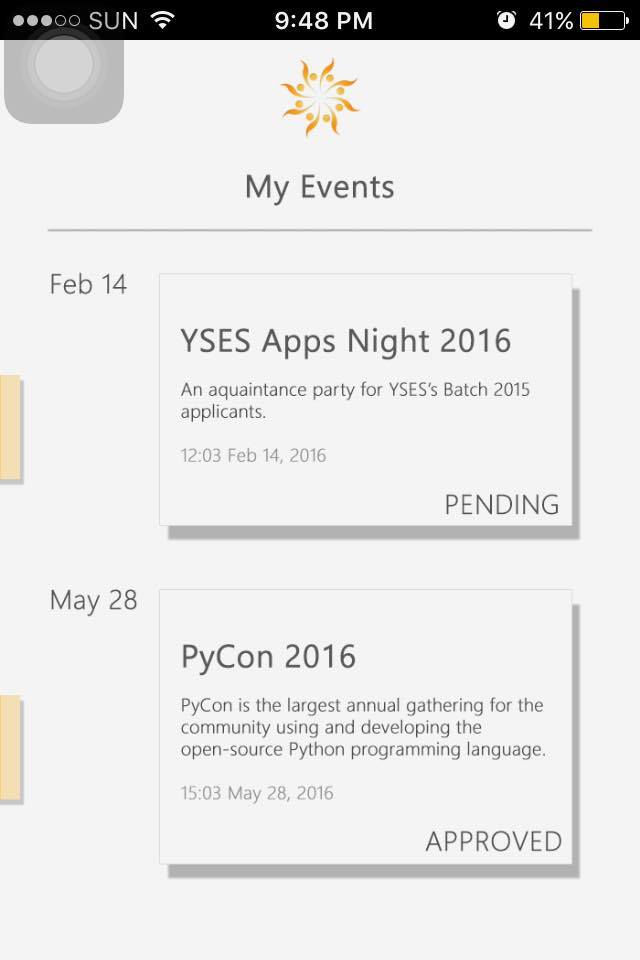 SUN 9:48 PM 41%
My Events
Feb 14
YSES Apps Night 2016
An aquaintance party for YSES's Batch 2015
applicants.
12:03 Feb 14, 2016
PENDING
May 28
PyCon 2016
PyCon is the largest annual gathering for the
community using and developing the
open-source Python programming language.
15:03 May 28, 2016
APPROVED